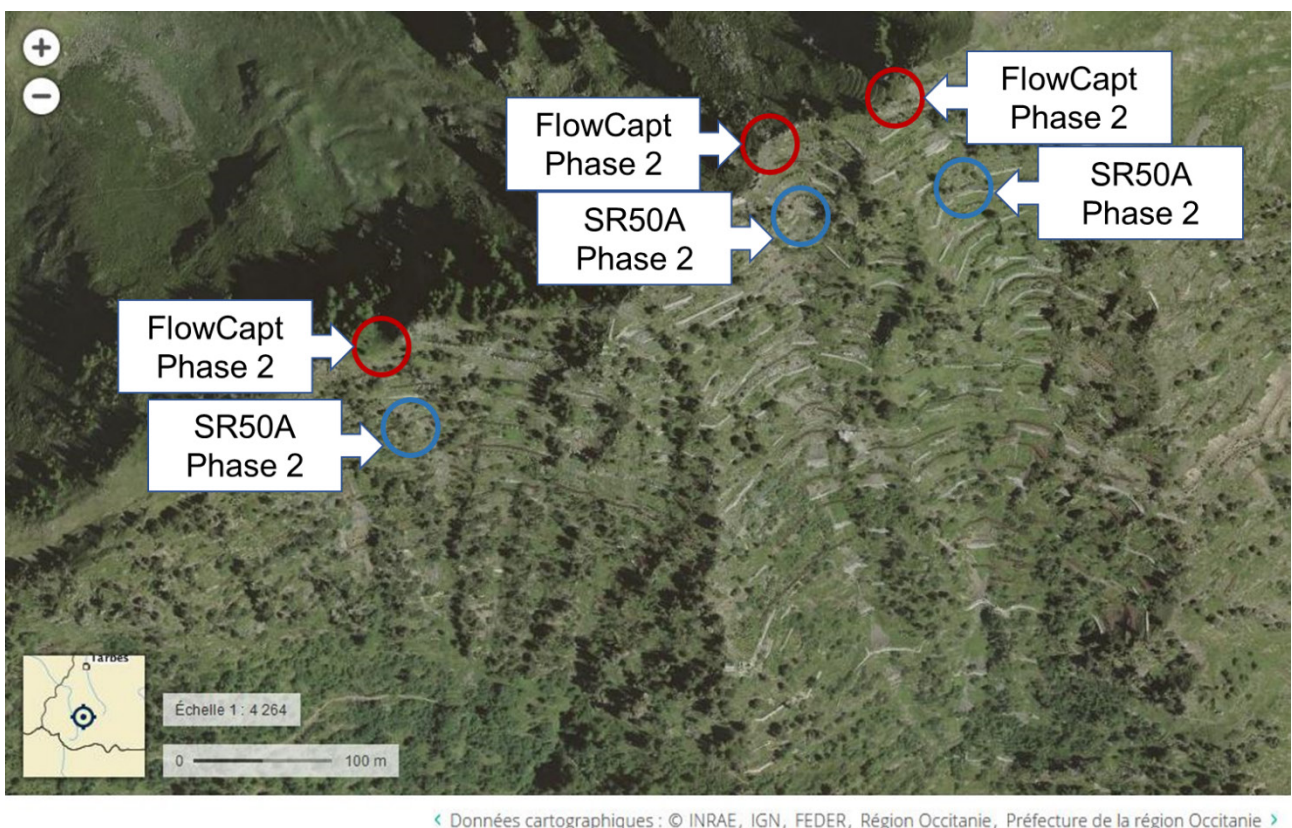 +
−
FlowCapt
Phase 2
FlowCapt
Phase 2
SR50A
Phase 2
SR50A
Phase 2
FlowCapt
Phase 2
SR50A
Phase 2
Tarbes
Échelle 1 : 4 264
0 100 m
‹ Données cartographiques : © INRAE, IGN, FEDER, Région Occitanie, Préfecture de la région Occitanie ›